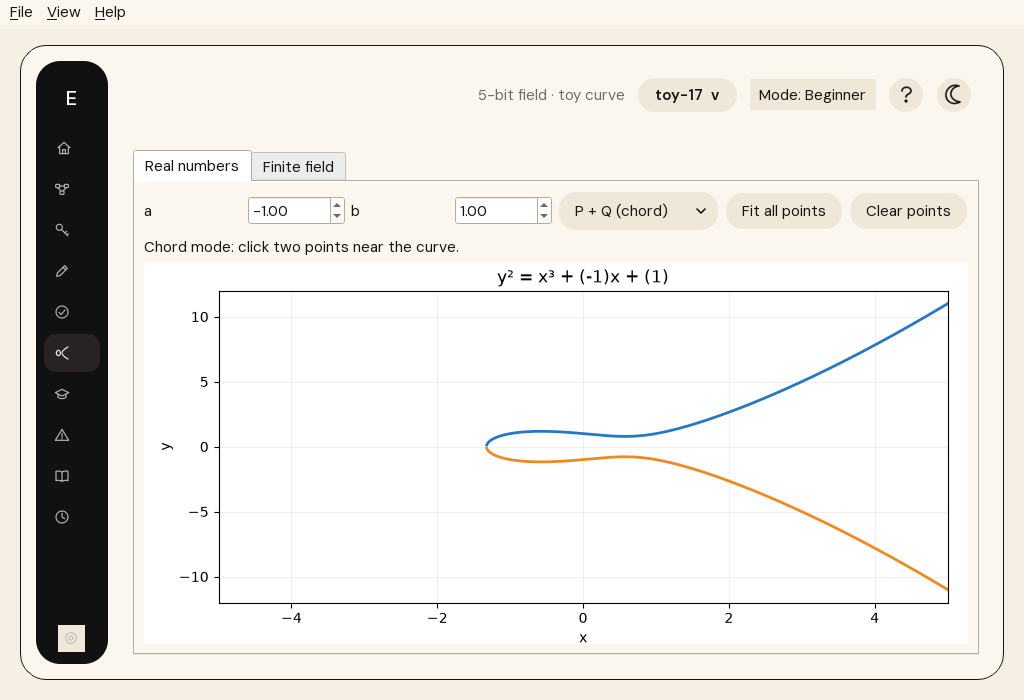 File View Help
E
5-bit field · toy curve toy-17 v Mode: Beginner ?
Real numbers Finite field
a -1.00 b 1.00 P + Q (chord) Fit all points Clear points
Chord mode: click two points near the curve.
y² = x³ + (-1)x + (1)
10
5
0
−5
−10
y
−4 −2 0 2 4
x